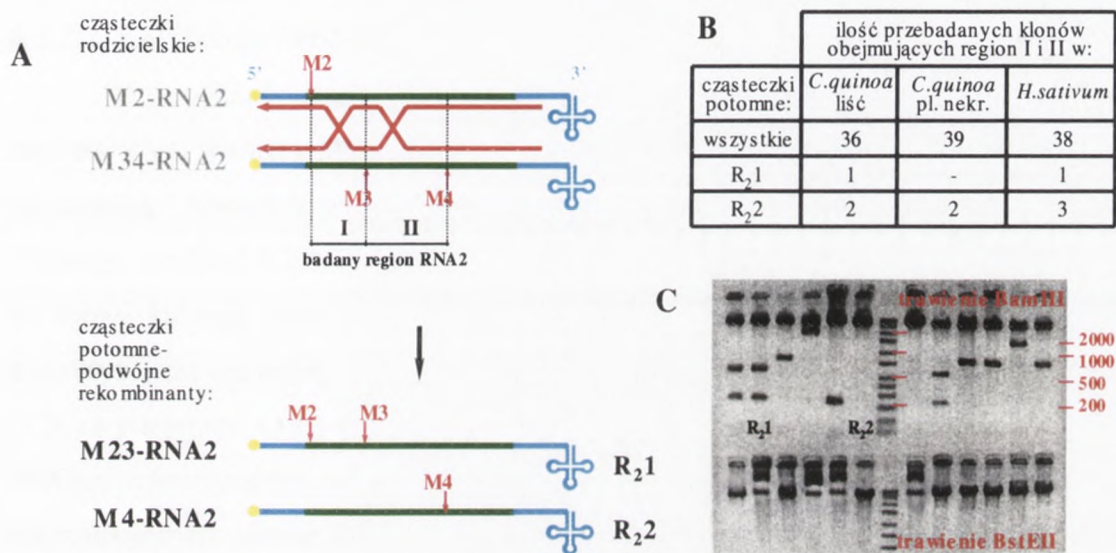 A
cząsteczki
rodzicielskie:
5'
M2
3'
M2-RNA2
M34-RNA2
M3
M4
I
II
badany region RNA2
cząsteczki
potomne-
podwójne
rekombinanty:
M2
M3
M23-RNA2
R₂1
M4
M4-RNA2
R₂2
B
ilość przebadanych klonów
obejmujących region I i II w:
cząsteczki
potomne:
C.quinoa
liść
C.quinoa
pl. nekr.
H.sativum
wszystkie 36 39 38
R₂1 1 - 1
R₂2 2 2 3
C
trawienie BamHI
2000
1000
500
200
R₂1
R₂2
trawienie BstEII